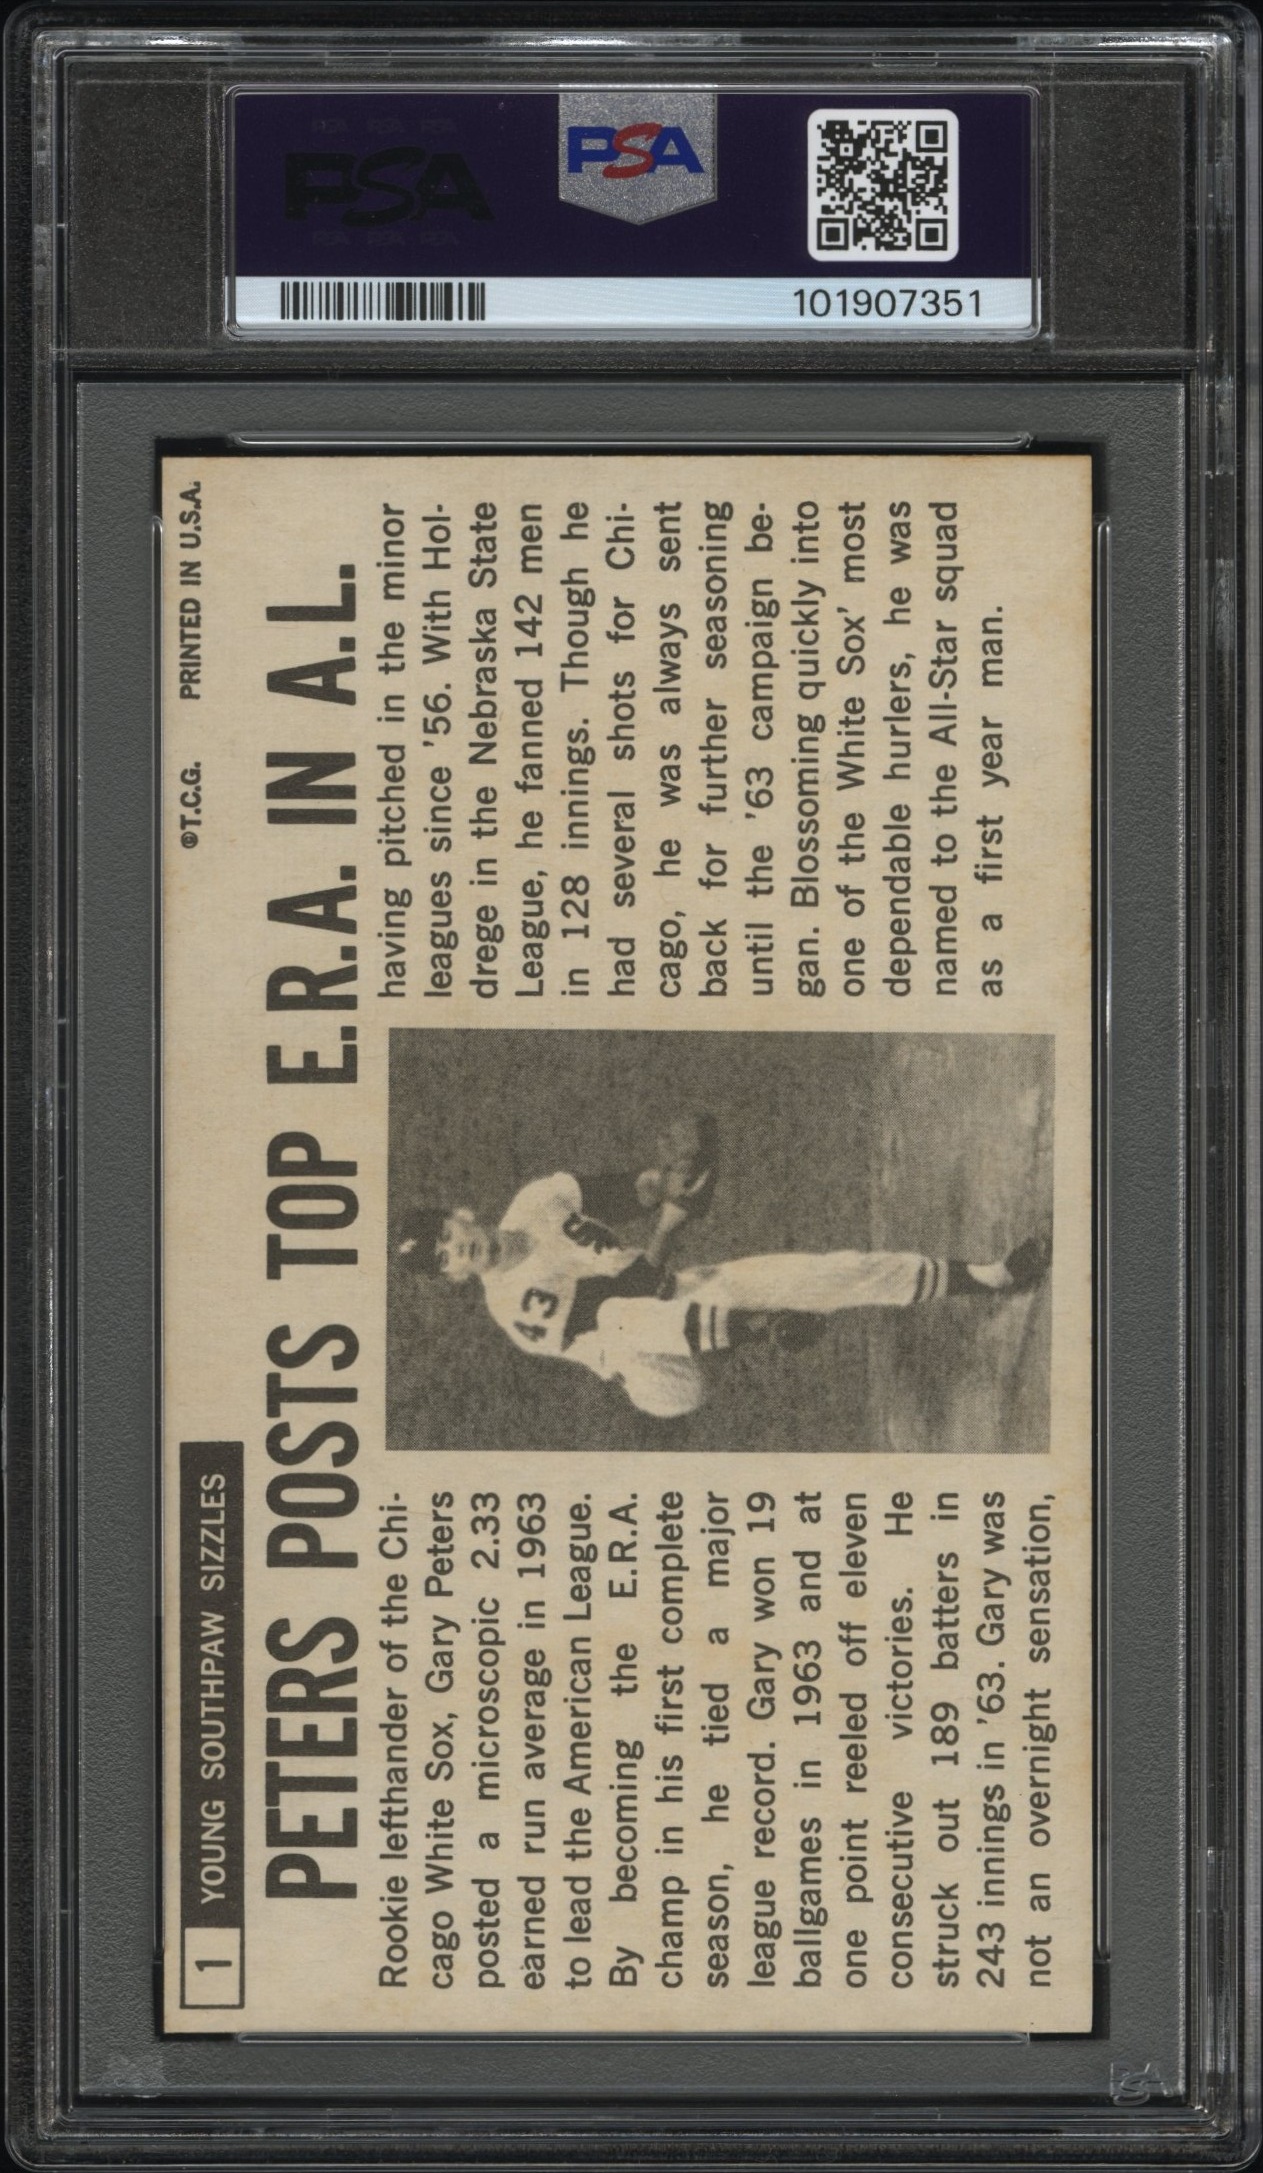 PSA
PSA
101907351
1 YOUNG SOUTHPAW SIZZLES
©T.C.G. PRINTED IN U.S.A.
PETERS POSTS TOP E.R.A. IN A.L.
Rookie lefthander of the Chi-
cago White Sox, Gary Peters
posted a microscopic 2.33
earned run average in 1963
to lead the American League.
By becoming the E.R.A.
champ in his first complete
season, he tied a major
league record. Gary won 19
ballgames in 1963 and at
one point reeled off eleven
consecutive victories. He
struck out 189 batters in
243 innings in '63. Gary was
not an overnight sensation,
43
having pitched in the minor
leagues since '56. With Hol-
drege in the Nebraska State
League, he fanned 142 men
in 128 innings. Though he
had several shots for Chi-
cago, he was always sent
back for further seasoning
until the '63 campaign be-
gan. Blossoming quickly into
one of the White Sox' most
dependable hurlers, he was
named to the All-Star squad
as a first year man.
PSA